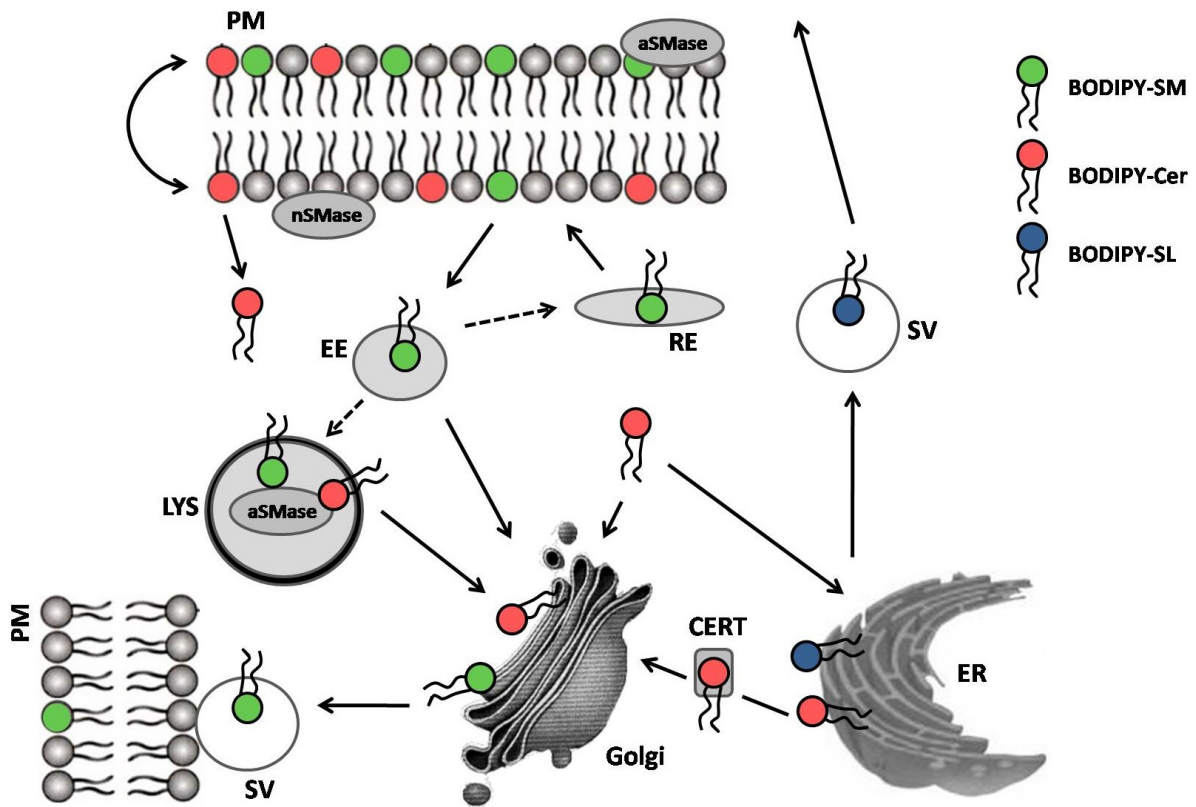 PM
aSMase
BODIPY-SM
BODIPY-Cer
nSMase
BODIPY-SL
EE
RE
SV
LYS
aSMase
PM
CERT
ER
Golgi
SV